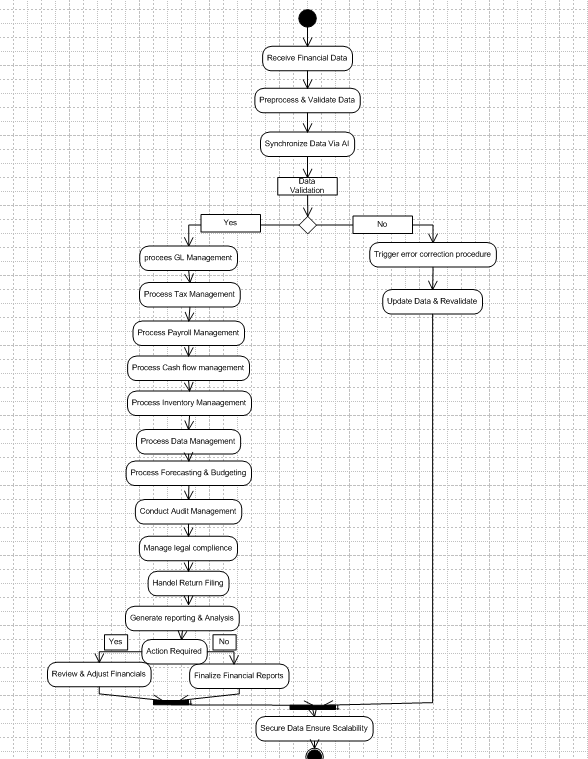 Receive Financial Data
Preprocess & Validate Data
Synchronize Data Via AI
Data
Validation
Yes
No
procees GL Management
Trigger error correction procedure
Process Tax Management
Update Data & Revalidate
Process Payroll Management
Process Cash flow management
Process Inventory Manaagement
Process Data Management
Process Forecasting & Budgeting
Conduct Audit Management
Manage legal complience
Handel Return Filing
Generate reporting & Analysis
Yes
No
Action Required
Review & Adjust Financials
Finalize Financial Reports
Secure Data Ensure Scalability